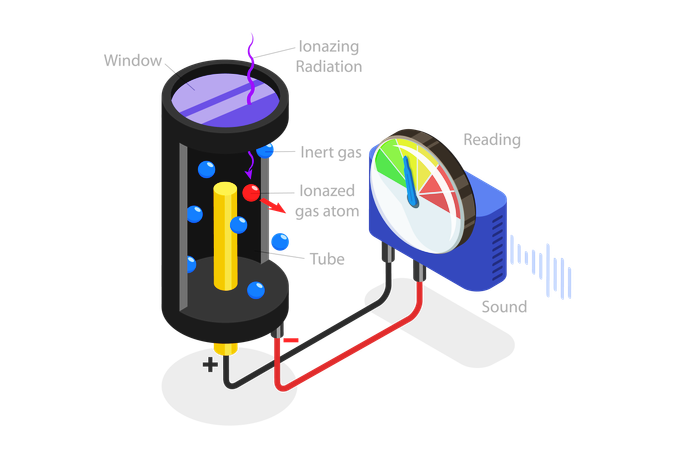 Window
Ionazing
Radiation
Inert gas
Ionazed
gas atom
Tube
Reading
Sound
+
-